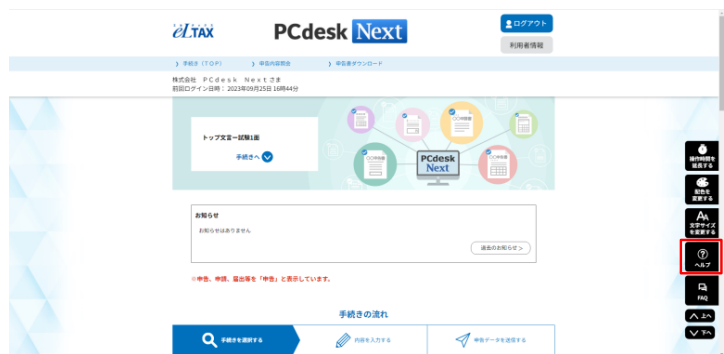 eLTAX
PCdesk Next
ログアウト
利用者情報
手続き（TOP）
申告内容照会
申告書ダウンロード
株式会社　ＰＣｄｅｓｋ　Ｎｅｘｔさま
前回ログイン日時： 2023年09月25日 16時44分
トップ文言ー試験1面
手続きへ
PCdesk
Next
操作時間を
延長する
配色を
変更する
文字サイズ
を変更する
ヘルプ
FAQ
上へ
下へ
お知らせ
お知らせはありません
過去のお知らせ＞
※申告、申請、届出等を「申告」と表示しています。
手続きの流れ
手続きを選択する
内容を入力する
申告データを送信する